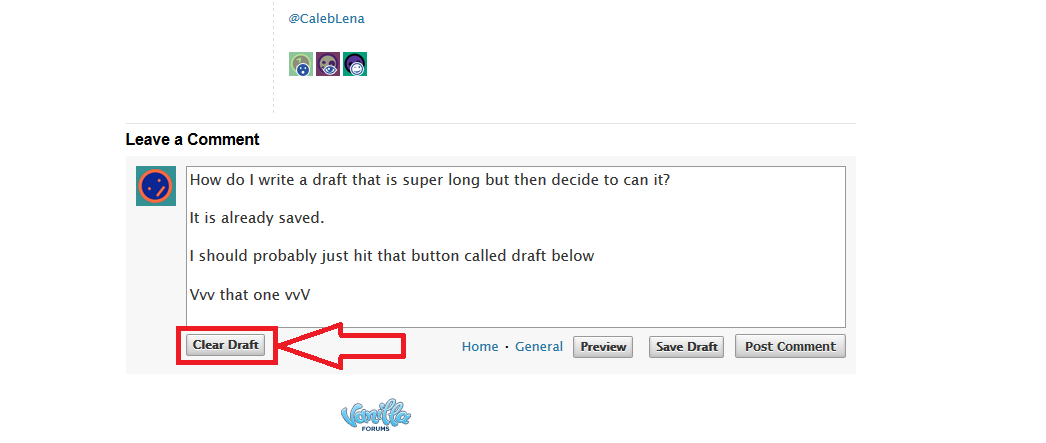 @CalebLena
Leave a Comment
How do I write a draft that is super long but then decide to can it?
It is already saved.
I should probably just hit that button called draft below
Vvv that one vvV
Clear Draft Home · General Preview Save Draft Post Comment
Vanilla
FORUMS